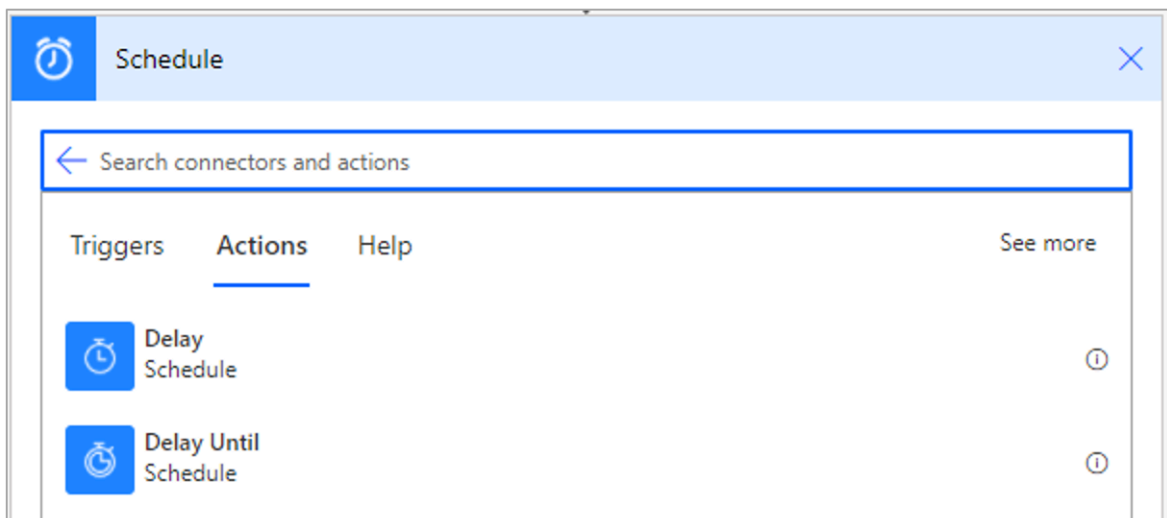 Schedule
Search connectors and actions
Triggers Actions Help See more
Delay
Schedule
Delay Until
Schedule